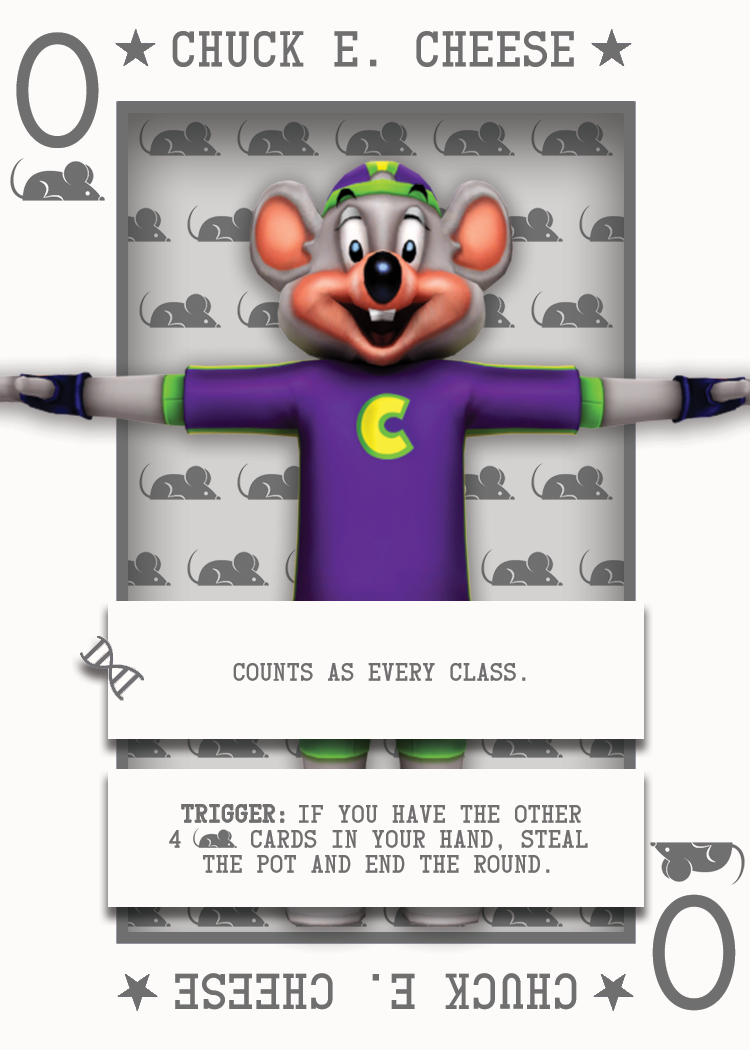 0
★ CHUCK E. CHEESE ★
C
COUNTS AS EVERY CLASS.
TRIGGER: IF YOU HAVE THE OTHER
4 CARDS IN YOUR HAND, STEAL
THE POT AND END THE ROUND.
0
★ CHUCK E. CHEESE ★